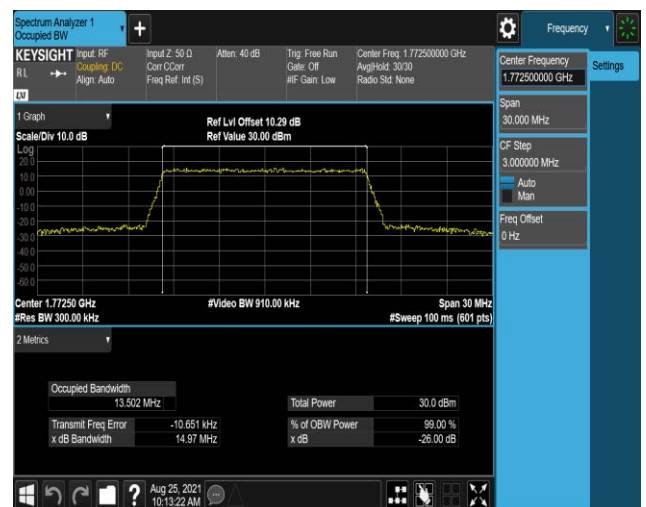 Spectrum Analyzer 1
Occupied BW
Frequency
KEYSIGHT
RL
LXI
Input: RF
Coupling: DC
Align: Auto
Input Z: 50 Ω
Corr CCorr
Freq Ref: Int (S)
Atten: 40 dB
Trig: Free Run
Gate: Off
#IF Gain: Low
Center Freq: 1.772500000 GHz
Avg|Hold: 30/30
Radio Std: None
Center Frequency
1.772500000 GHz
Settings
Span
30.000 MHz
CF Step
3.000000 MHz
Auto
Man
Freq Offset
0 Hz
1 Graph
Scale/Div 10.0 dB
Ref Lvl Offset 10.29 dB
Ref Value 30.00 dBm
Log
20.0
10.0
0.00
-10.0
-20.0
-30.0
-40.0
-50.0
-60.0
Center 1.77250 GHz
#Res BW 300.00 kHz
#Video BW 910.00 kHz
Span 30 MHz
#Sweep 100 ms (601 pts)
2 Metrics
Occupied Bandwidth
13.502 MHz
Total Power 30.0 dBm
Transmit Freq Error -10.651 kHz
% of OBW Power 99.00 %
x dB Bandwidth 14.97 MHz
x dB -26.00 dB
?
Aug 25, 2021
10:13:22 AM